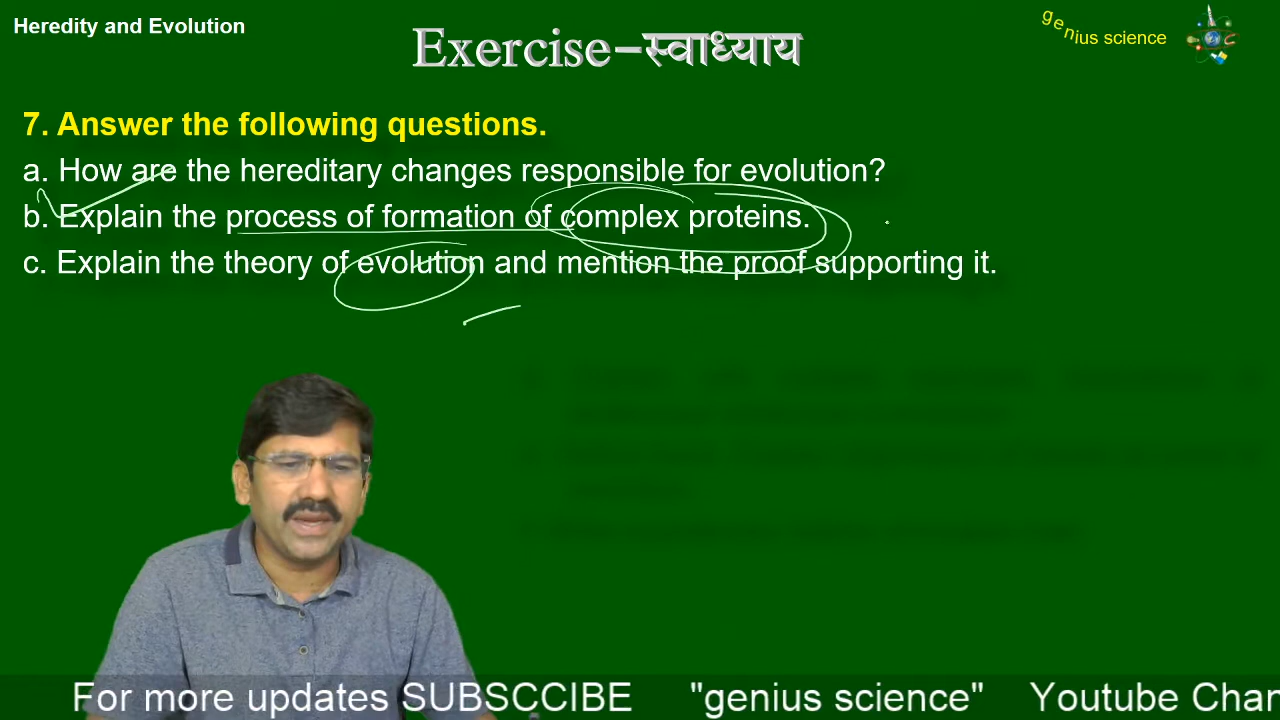 Heredity and Evolution
Exercise-स्वाध्याय
genius science
7. Answer the following questions.
a. How are the hereditary changes responsible for evolution?
b. Explain the process of formation of complex proteins.
c. Explain the theory of evolution and mention the proof supporting it.
For more updates SUBSCCIBE "genius science" Youtube Chan